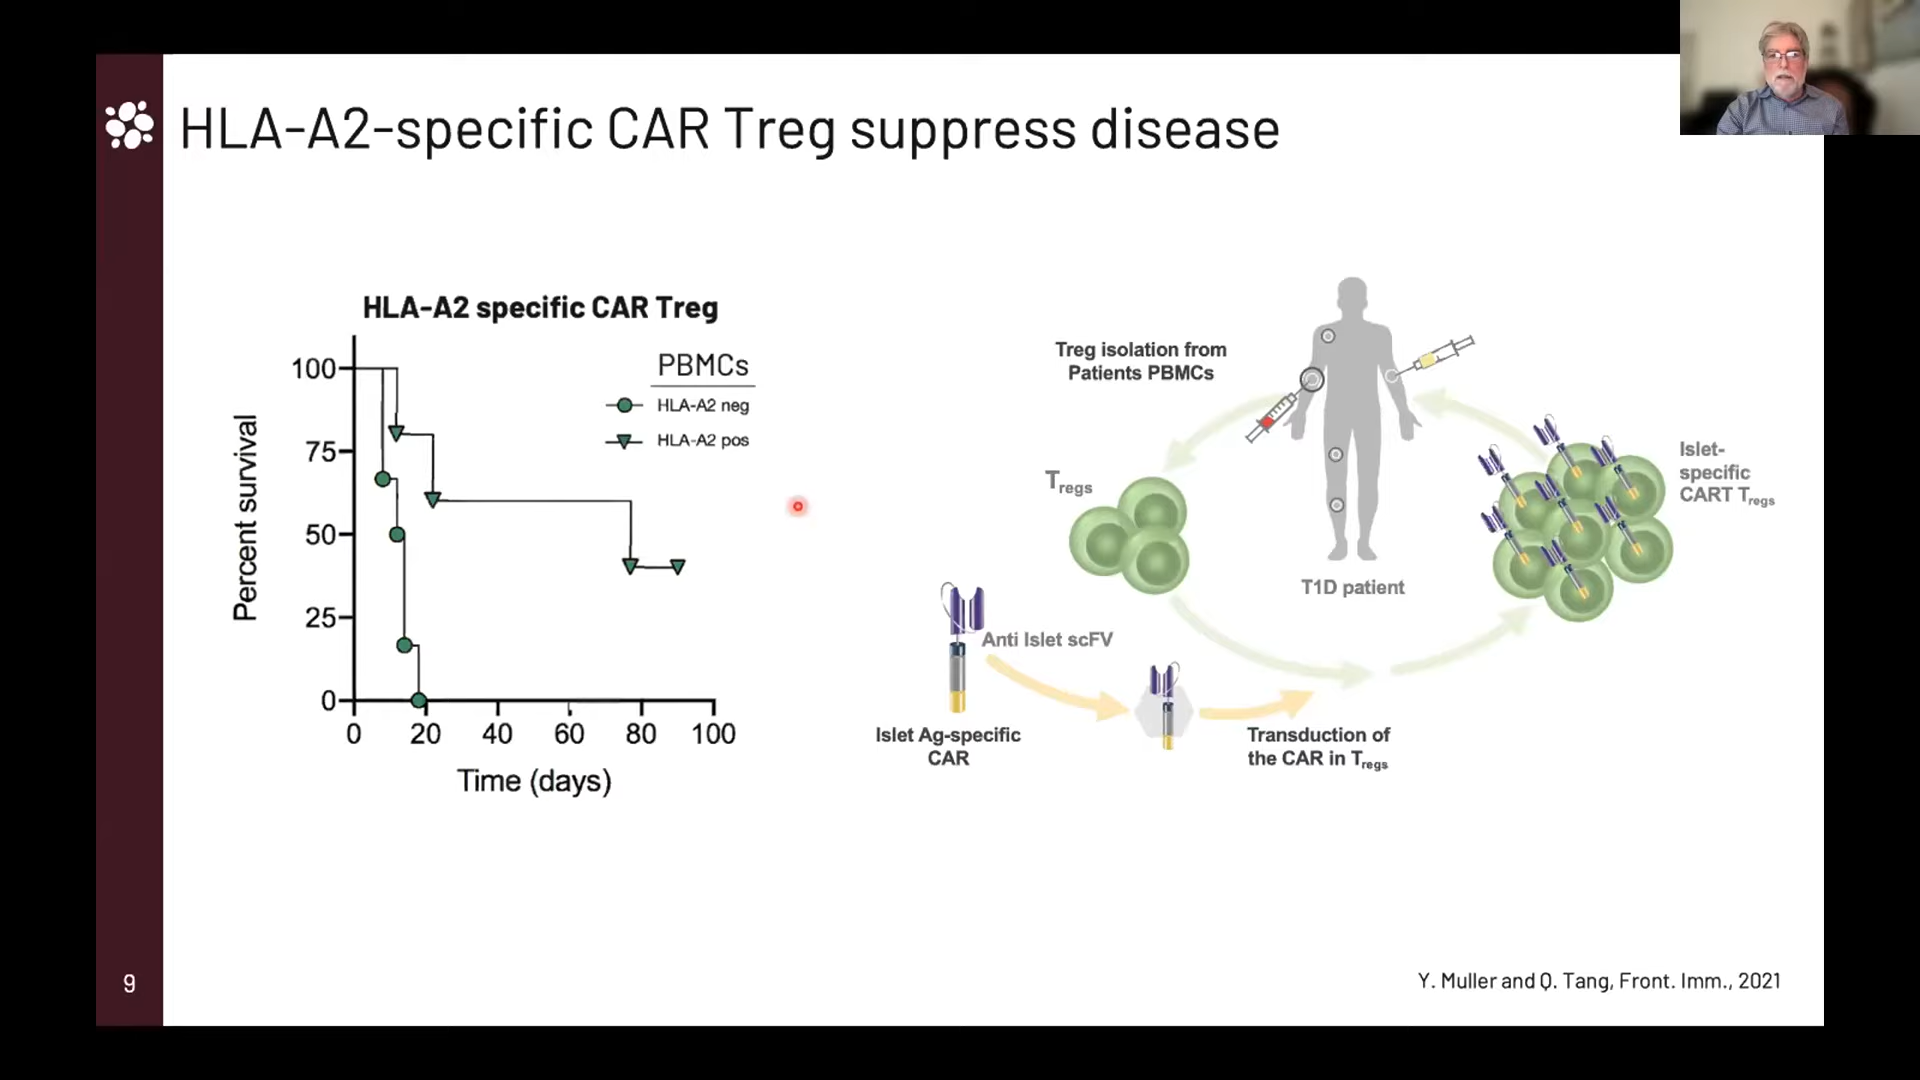 HLA-A2-specific CAR Treg suppress disease
HLA-A2 specific CAR Treg
PBMCs
HLA-A2 neg
HLA-A2 pos
Percent survival
100
75
50
25
0
0 20 40 60 80 100
Time (days)
Treg isolation from
Patients PBMCs
Tregs
T1D patient
Islet-
specific
CART Tregs
Anti Islet scFV
Islet Ag-specific
CAR
Transduction of
the CAR in Tregs
9
Y. Muller and Q. Tang, Front. Imm., 2021